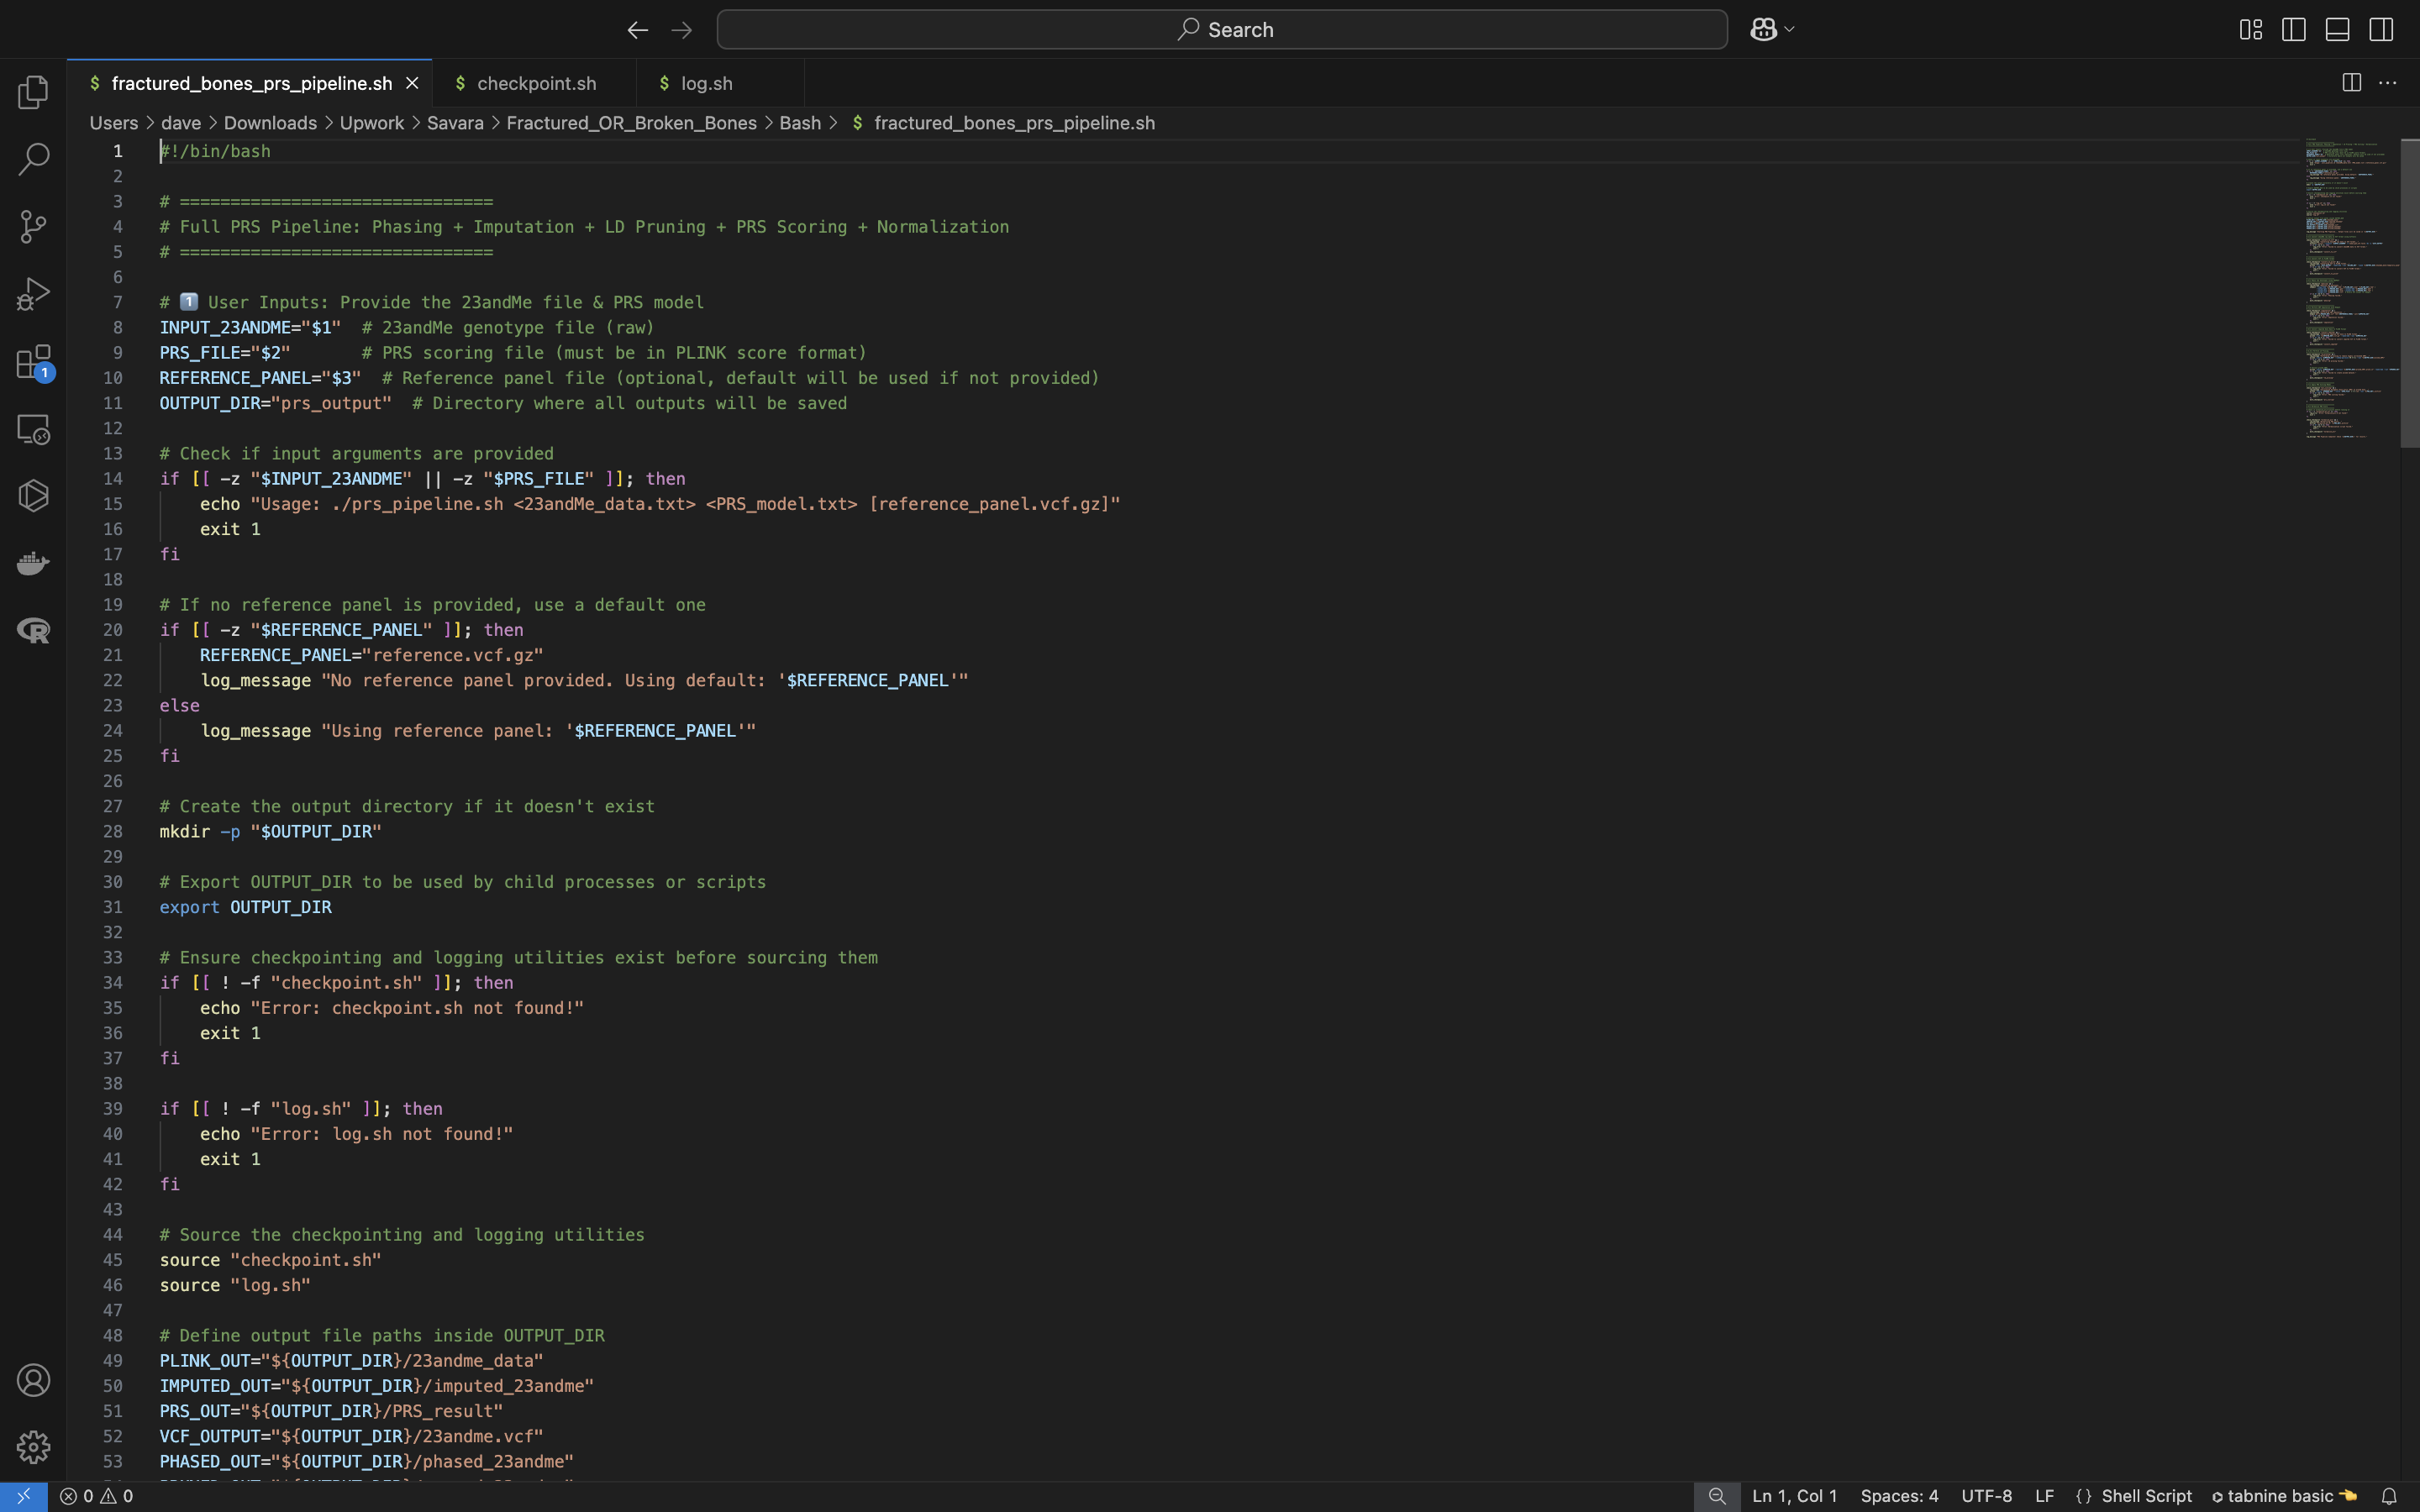 Search
fractured_bones_prs_pipeline.sh
checkpoint.sh
log.sh
Users > dave > Downloads > Upwork > Savara > Fractured_OR_Broken_Bones > Bash > $ fractured_bones_prs_pipeline.sh
1 #!/bin/bash
2
3 # ===============================
4 # Full PRS Pipeline: Phasing + Imputation + LD Pruning + PRS Scoring + Normalization
5 # ===============================
6
7 # 1️⃣ User Inputs: Provide the 23andMe file & PRS model
8 INPUT_23ANDME="$1"  # 23andMe genotype file (raw)
9 PRS_FILE="$2"       # PRS scoring file (must be in PLINK score format)
10 REFERENCE_PANEL="$3"  # Reference panel file (optional, default will be used if not provided)
11 OUTPUT_DIR="prs_output"  # Directory where all outputs will be saved
12
13 # Check if input arguments are provided
14 if [[ -z "$INPUT_23ANDME" || -z "$PRS_FILE" ]]; then
15     echo "Usage: ./prs_pipeline.sh <23andMe_data.txt> <PRS_model.txt> [reference_panel.vcf.gz]"
16     exit 1
17 fi
18
19 # If no reference panel is provided, use a default one
20 if [[ -z "$REFERENCE_PANEL" ]]; then
21     REFERENCE_PANEL="reference.vcf.gz"
22     log_message "No reference panel provided. Using default: '$REFERENCE_PANEL'"
23 else
24     log_message "Using reference panel: '$REFERENCE_PANEL'"
25 fi
26
27 # Create the output directory if it doesn't exist
28 mkdir -p "$OUTPUT_DIR"
29
30 # Export OUTPUT_DIR to be used by child processes or scripts
31 export OUTPUT_DIR
32
33 # Ensure checkpointing and logging utilities exist before sourcing them
34 if [[ ! -f "checkpoint.sh" ]]; then
35     echo "Error: checkpoint.sh not found!"
36     exit 1
37 fi
38
39 if [[ ! -f "log.sh" ]]; then
40     echo "Error: log.sh not found!"
41     exit 1
42 fi
43
44 # Source the checkpointing and logging utilities
45 source "checkpoint.sh"
46 source "log.sh"
47
48 # Define output file paths inside OUTPUT_DIR
49 PLINK_OUT="${OUTPUT_DIR}/23andme_data"
50 IMPUTED_OUT="${OUTPUT_DIR}/imputed_23andme"
51 PRS_OUT="${OUTPUT_DIR}/PRS_result"
52 VCF_OUTPUT="${OUTPUT_DIR}/23andme.vcf"
53 PHASED_OUT="${OUTPUT_DIR}/phased_23andme"
1
0 0
Ln 1, Col 1
Spaces: 4
UTF-8
LF
{} Shell Script
tabnine basic 👈